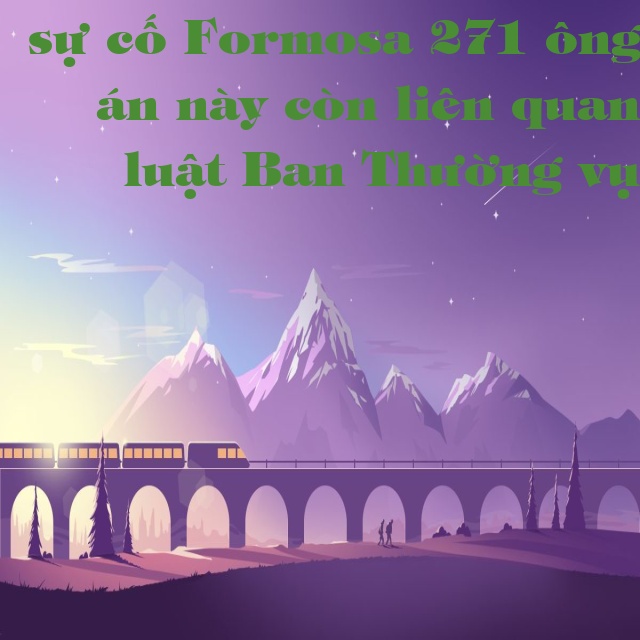 sự cố Formosa 271 ông
án này còn liên quan
luật Ban Thường vụ